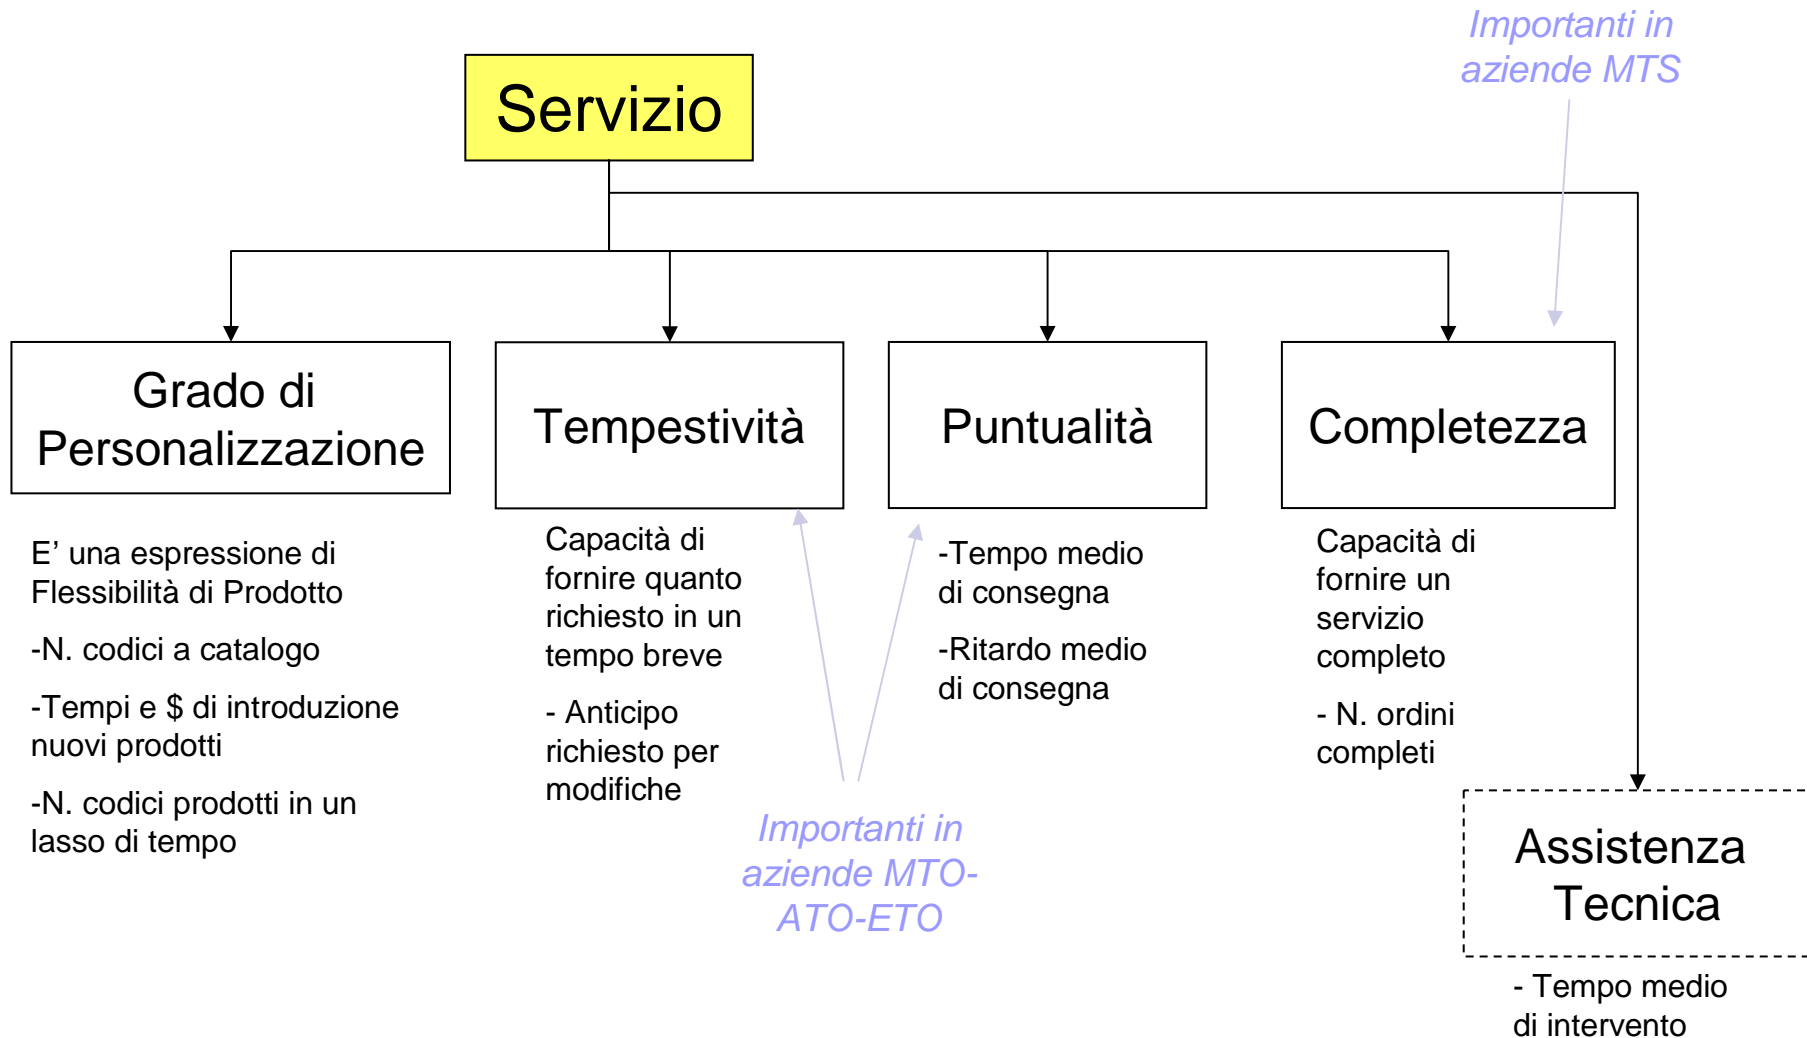 Importanti in
aziende MTS
Servizio
Grado di
Personalizzazione
Tempestività
Puntualità
Completezza
E’ una espressione di
Flessibilità di Prodotto
-N. codici a catalogo
-Tempi e $ di introduzione
nuovi prodotti
-N. codici prodotti in un
lasso di tempo
Capacità di
fornire quanto
richiesto in un
tempo breve
- Anticipo
richiesto per
modifiche
-Tempo medio
di consegna
-Ritardo medio
di consegna
Capacità di
fornire un
servizio
completo
- N. ordini
completi
Importanti in
aziende MTO-
ATO-ETO
Assistenza
Tecnica
- Tempo medio
di intervento